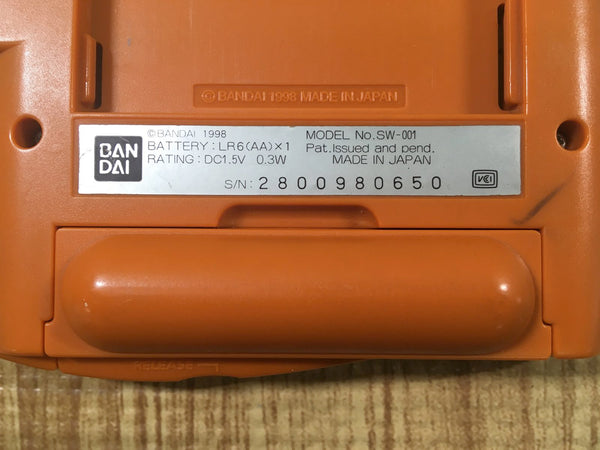 ©BANDAI 1998 MADE IN JAPAN
BAN
DAI
©BANDAI 1998
BATTERY : LR6(AA)×1
RATING : DC1.5V 0.3W
MODEL No.SW-001
Pat.Issued and pend.
MADE IN JAPAN
S/N: 2800980650
VCI
RELEASE